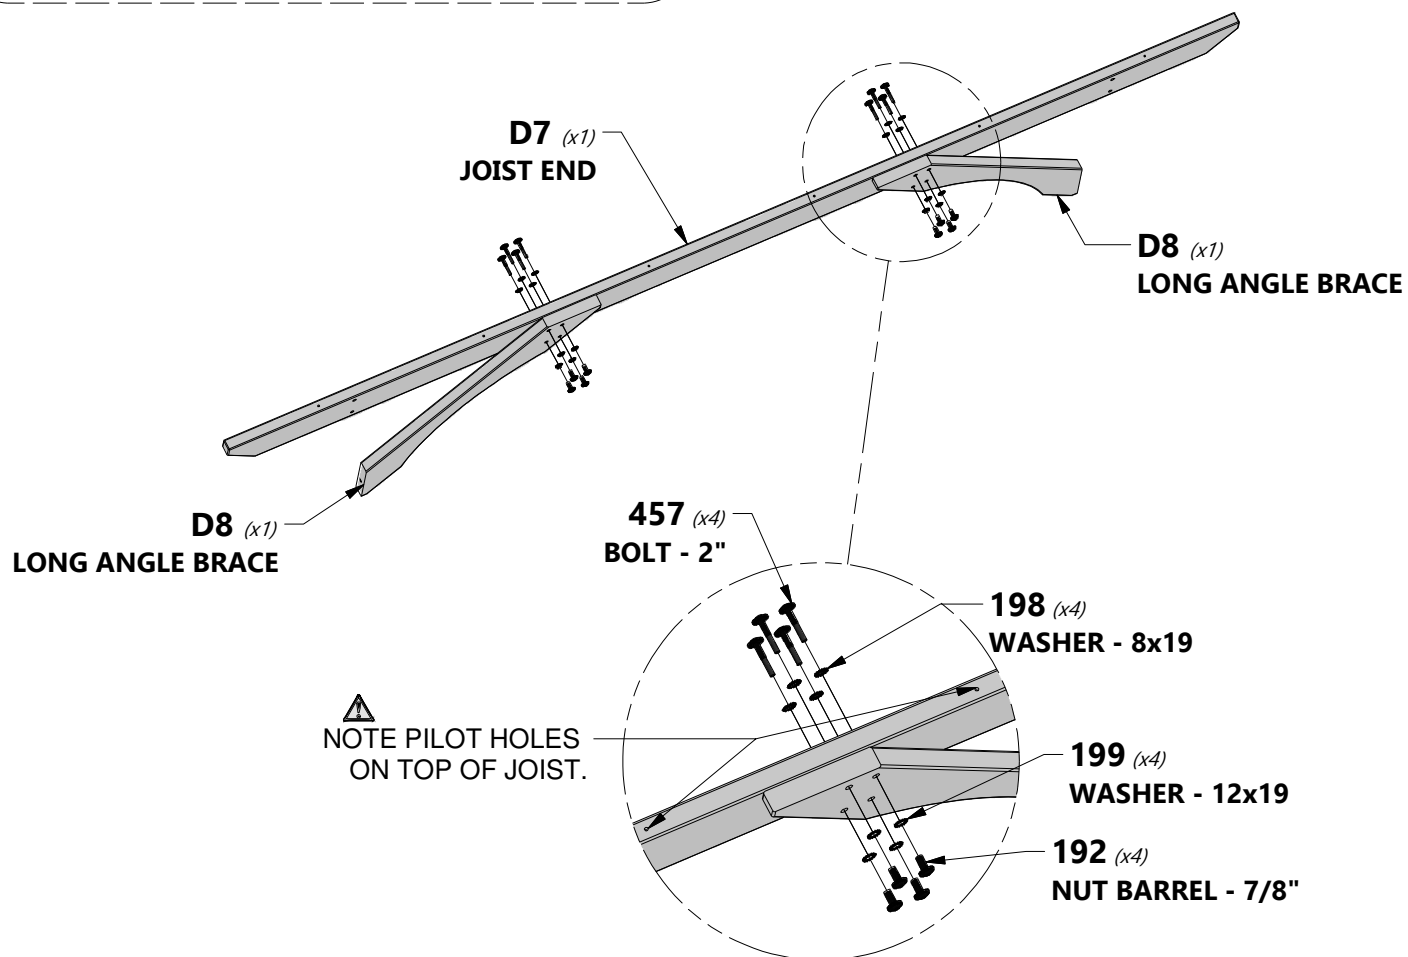 D7 (x1)
JOIST END
D8 (x1)
LONG ANGLE BRACE
D8 (x1)
LONG ANGLE BRACE
457 (x4)
BOLT - 2"
198 (x4)
WASHER - 8x19
NOTE PILOT HOLES
ON TOP OF JOIST.
199 (x4)
WASHER - 12x19
192 (x4)
NUT BARREL - 7/8"